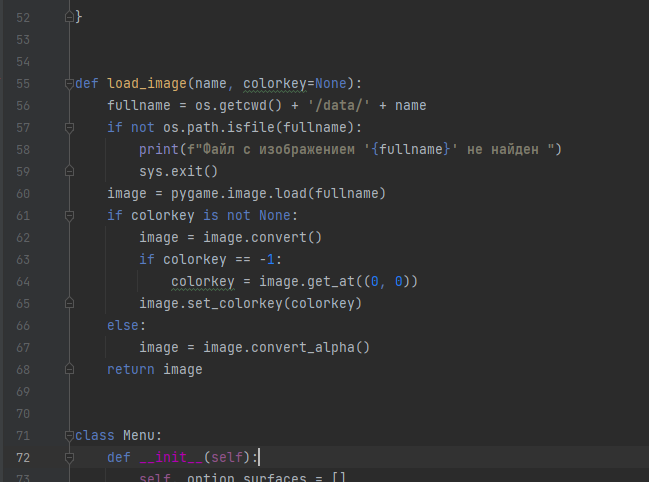 52 }
53
54
55 def load_image(name, colorkey=None):
56     fullname = os.getcwd() + '/data/' + name
57     if not os.path.isfile(fullname):
58         print(f"Файл с изображением '{fullname}' не найден ")
59         sys.exit()
60     image = pygame.image.load(fullname)
61     if colorkey is not None:
62         image = image.convert()
63         if colorkey == -1:
64             colorkey = image.get_at((0, 0))
65         image.set_colorkey(colorkey)
66     else:
67         image = image.convert_alpha()
68     return image
69
70
71 class Menu:
72     def __init__(self):
73         self._option_surfaces = []